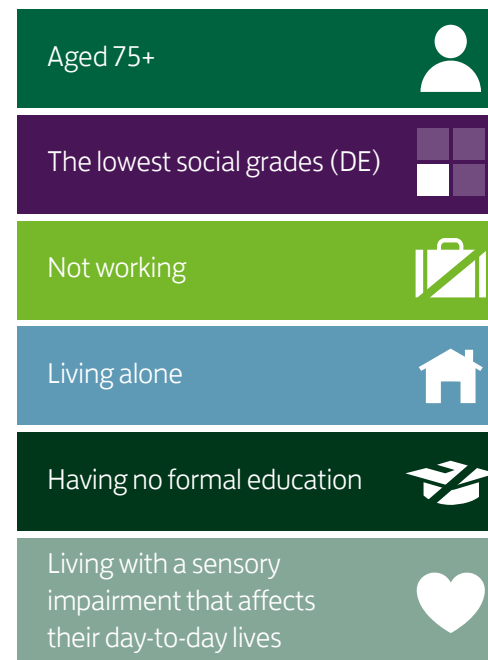 Aged 75+
The lowest social grades (DE)
Not working
Living alone
Having no formal education
Living with a sensory
impairment that affects
their day-to-day lives